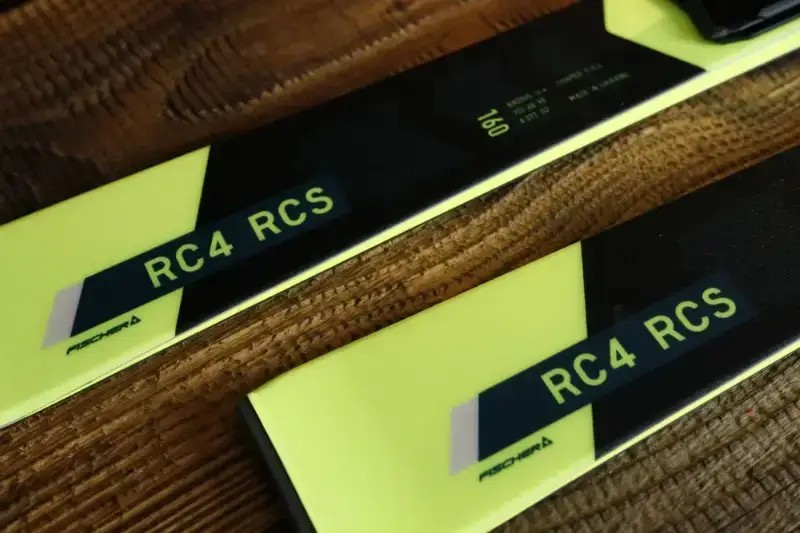 160
MADE IN UKRAINE
RC4 RCS
FISCHER
RC4 RCS
FISCHER